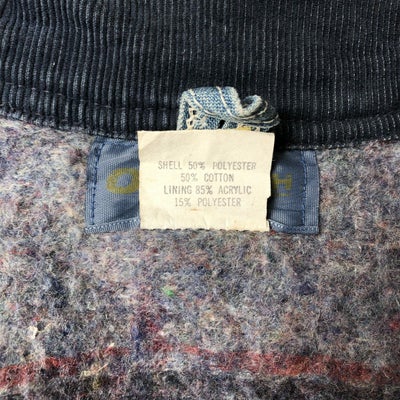 SHELL 50% POLYESTER
50% COTTON
LINING 85% ACRYLIC
15% POLYESTER